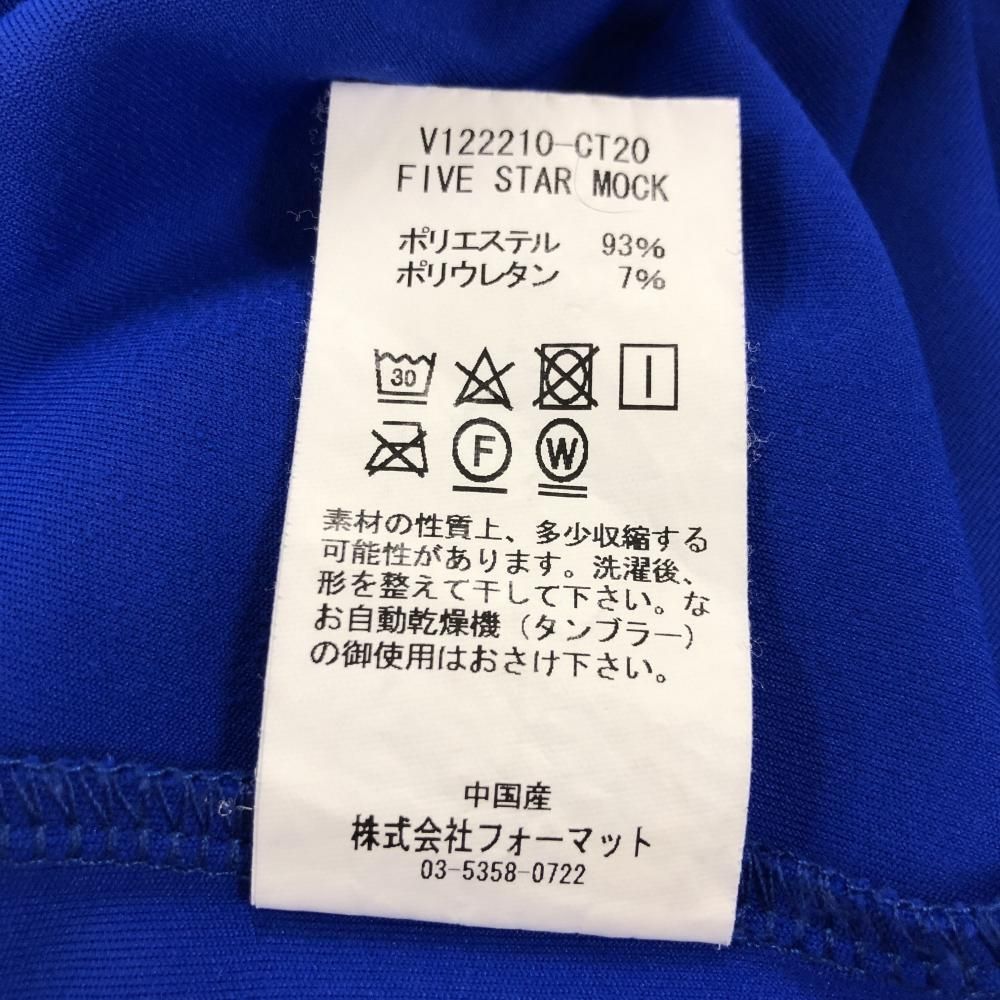 V122210-CT20
FIVE STAR MOCK
ポリエステル 93%
ポリウレタン 7%
30
F
W
素材の性質上、多少収縮する
可能性があります。洗濯後、
形を整えて干して下さい。な
お自動乾燥機（タンブラー）
の御使用はおさけ下さい。
中国産
株式会社フォーマット
03-5358-0722